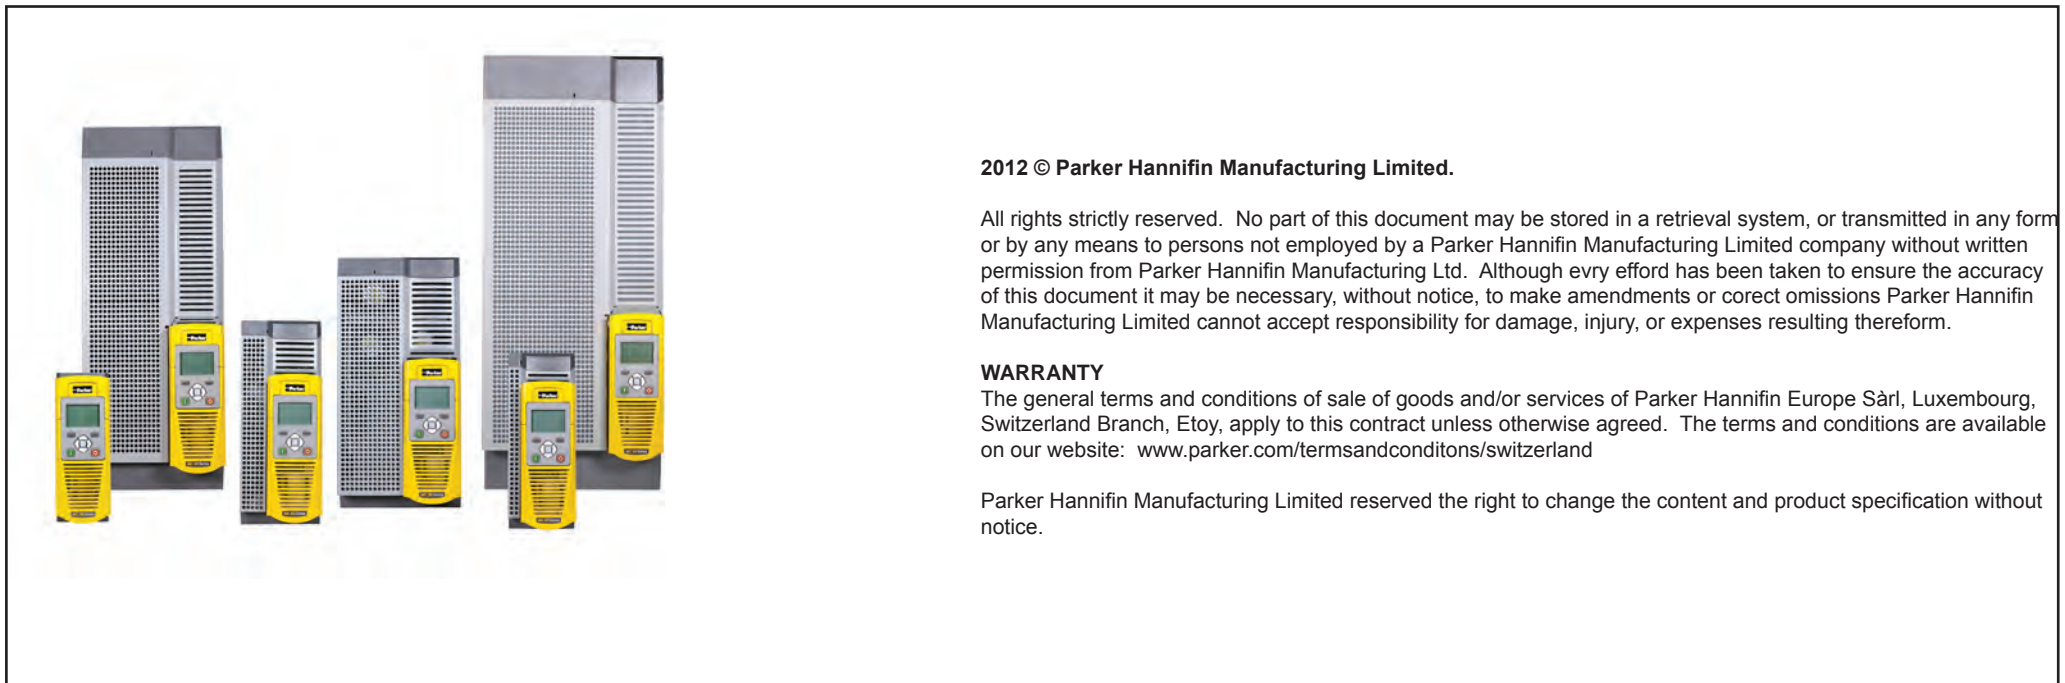 2012 © Parker Hannifin Manufacturing Limited.
All rights strictly reserved.  No part of this document may be stored in a retrieval system, or transmitted in any form
or by any means to persons not employed by a Parker Hannifin Manufacturing Limited company without written
permission from Parker Hannifin Manufacturing Ltd.  Although evry efford has been taken to ensure the accuracy
of this document it may be necessary, without notice, to make amendments or corect omissions Parker Hannifin
Manufacturing Limited cannot accept responsibility for damage, injury, or expenses resulting thereform.
WARRANTY
The general terms and conditions of sale of goods and/or services of Parker Hannifin Europe Sàrl, Luxembourg,
Switzerland Branch, Etoy, apply to this contract unless otherwise agreed.  The terms and conditions are available
on our website:  www.parker.com/termsandconditons/switzerland
Parker Hannifin Manufacturing Limited reserved the right to change the content and product specification without
notice.
Parker
Parker
Parker
Parker
Parker
Parker